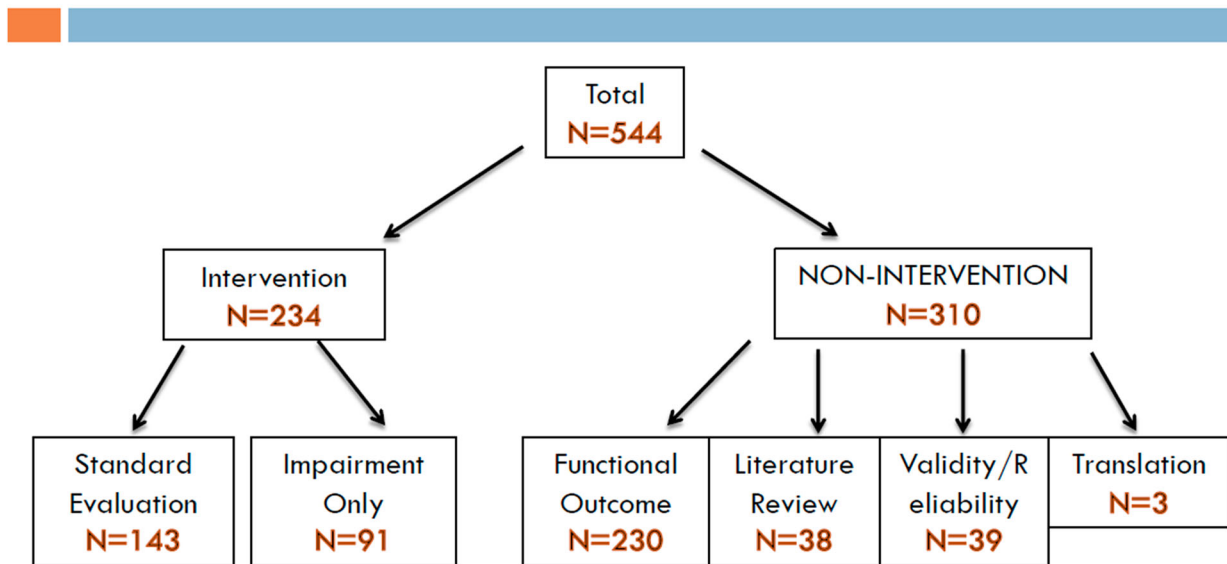 Total
N=544
Intervention
N=234
NON-INTERVENTION
N=310
Standard
Evaluation
N=143
Impairment
Only
N=91
Functional
Outcome
N=230
Literature
Review
N=38
Validity/R
eliability
N=39
Translation
N=3